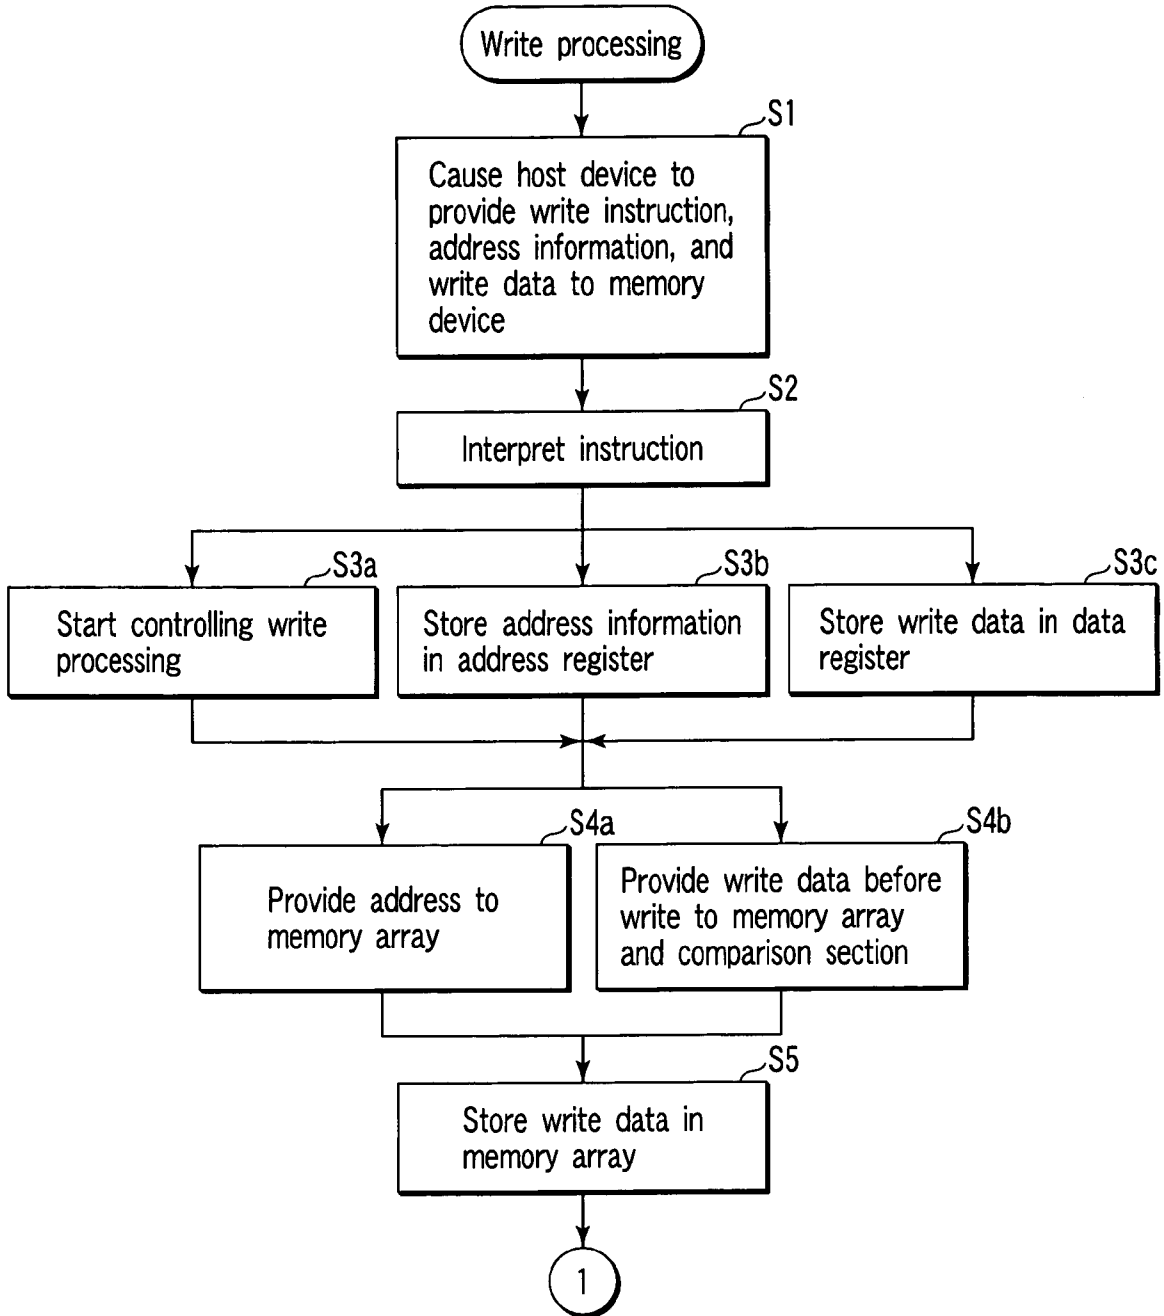 Write processing
S1
Cause host device to
provide write instruction,
address information, and
write data to memory
device
S2
Interpret instruction
S3a
Start controlling write
processing
S3b
Store address information
in address register
S3c
Store write data in data
register
S4a
Provide address to
memory array
S4b
Provide write data before
write to memory array
and comparison section
S5
Store write data in
memory array
1